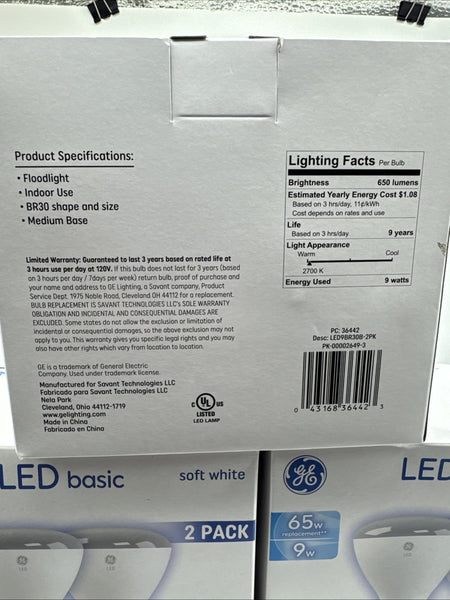 Product Specifications:
• Floodlight
• Indoor Use
• BR30 shape and size
• Medium Base
Lighting Facts Per Bulb
Brightness 650 lumens
Estimated Yearly Energy Cost $1.08
Based on 3 hrs/day, 11¢/kWh
Cost depends on rates and use
Life
Based on 3 hrs/day. 9 years
Light Appearance
Warm Cool
2700 K
Energy Used 9 watts
Limited Warranty: Guaranteed to last 3 years based on rated life at
3 hours use per day at 120V. If this bulb does not last for 3 years (based
on 3 hours per day / 7days per week) return bulb, proof of purchase,
your name and address to GE Lighting, a Savant company, Product
Service Dept. 1975 Noble Road, Cleveland OH 44112 for a replacement.
BULB REPLACEMENT IS SAVANT TECHNOLOGIES LLC's SOLE WARRANTY
OBLIGATION AND INCIDENTAL AND CONSEQUENTIAL DAMAGES ARE
EXCLUDED. Some states do not allow the exclusion or limitation of
incidental or consequential damages, so the above exclusion may not
apply to you. This warranty gives you specific legal rights and you may
also have other rights which vary from location to location.
GE is a trademark of General Electric
Company. Used under trademark license.
Manufactured for Savant Technologies LLC
Fabricado para Savant Technologies LLC
Nela Park
Cleveland, Ohio 44112-1719
www.gelighting.com
Made in China
Fabricado en China
C UL US
LISTED
LED LAMP
PC: 36442
Desc: LED9BR30B-2PK
PK-00002649-3
0 43168 36442 3
LED basic soft white
2 PACK
GE
LED
GE
LED
GE LED
65w
replacement**
9w
GE
LED